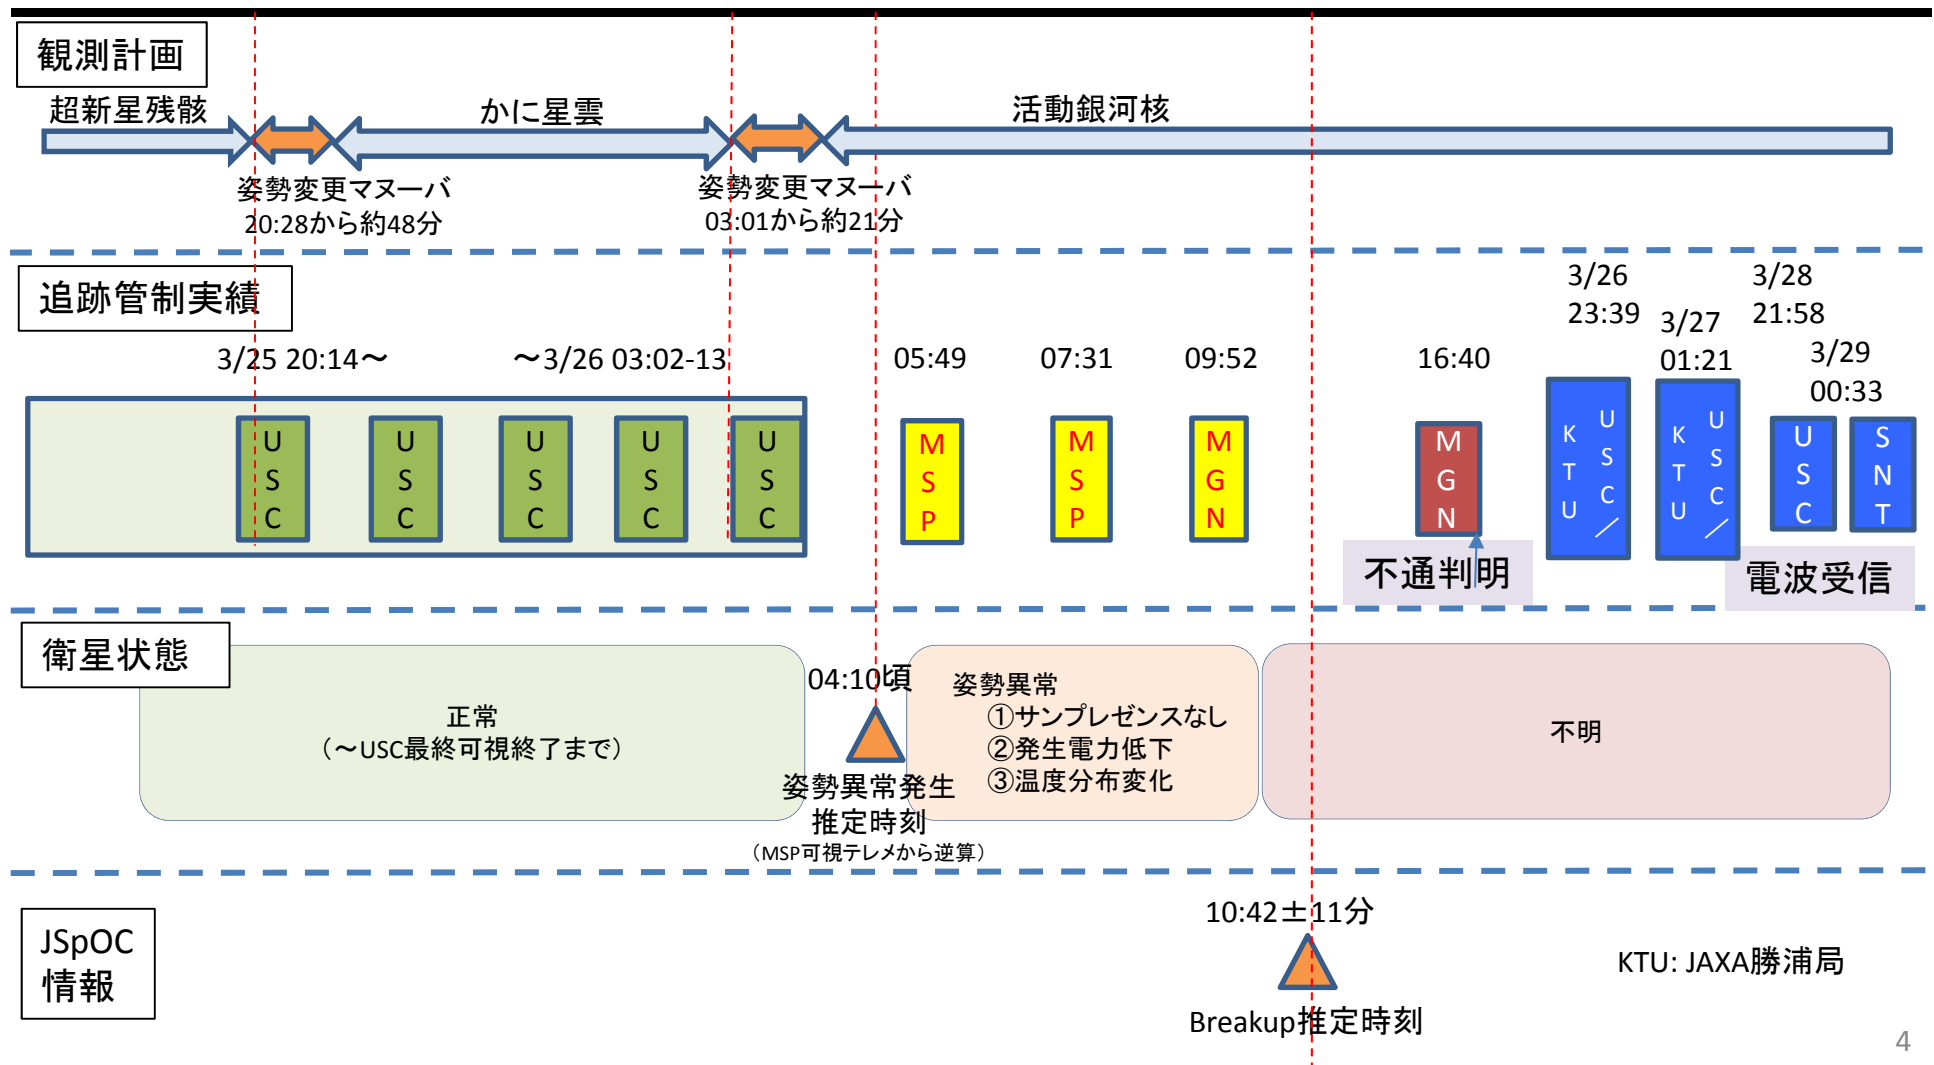 観測計画
超新星残骸
かに星雲
活動銀河核
姿勢変更マヌーバ
20:28から約48分
姿勢変更マヌーバ
03:01から約21分
追跡管制実績
3/25 20:14～
～3/26 03:02-13
05:49
07:31
09:52
16:40
3/26
23:39
3/27
01:21
3/28
21:58
3/29
00:33
USC
USC
USC
USC
USC
MSP
MSP
MGN
MGN
USC／
KTU
USC／
KTU
USC
SNT
不通判明
電波受信
衛星状態
正常
（～USC最終可視終了まで）
04:10頃
姿勢異常発生
推定時刻
（MSP可視テレメから逆算）
姿勢異常
①サンプレゼンスなし
②発生電力低下
③温度分布変化
不明
JSpOC
情報
10:42±11分
Breakup推定時刻
KTU: JAXA勝浦局
4